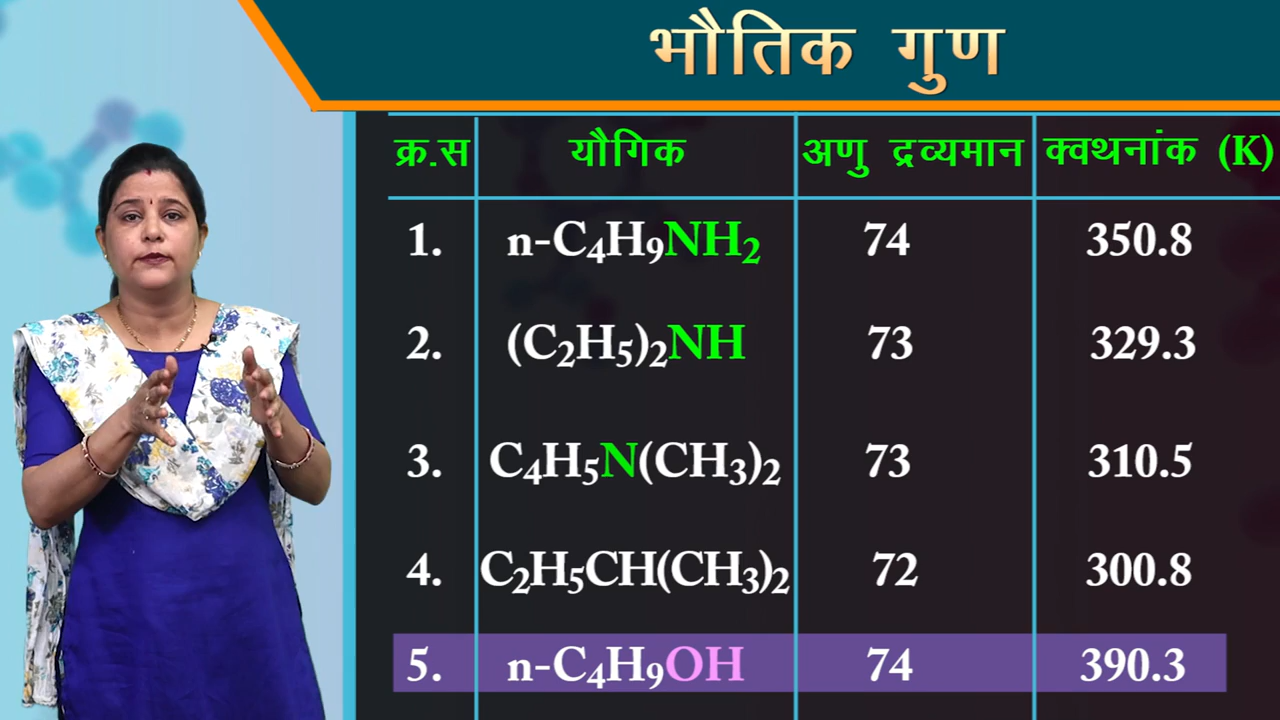 भौतिक गुण
क्र.स यौगिक अणु द्रव्यमान क्वथनांक (K)
1. n-C₄H₉NH₂ 74 350.8
2. (C₂H₅)₂NH 73 329.3
3. C₄H₅N(CH₃)₂ 73 310.5
4. C₂H₅CH(CH₃)₂ 72 300.8
5. n-C₄H₉OH 74 390.3